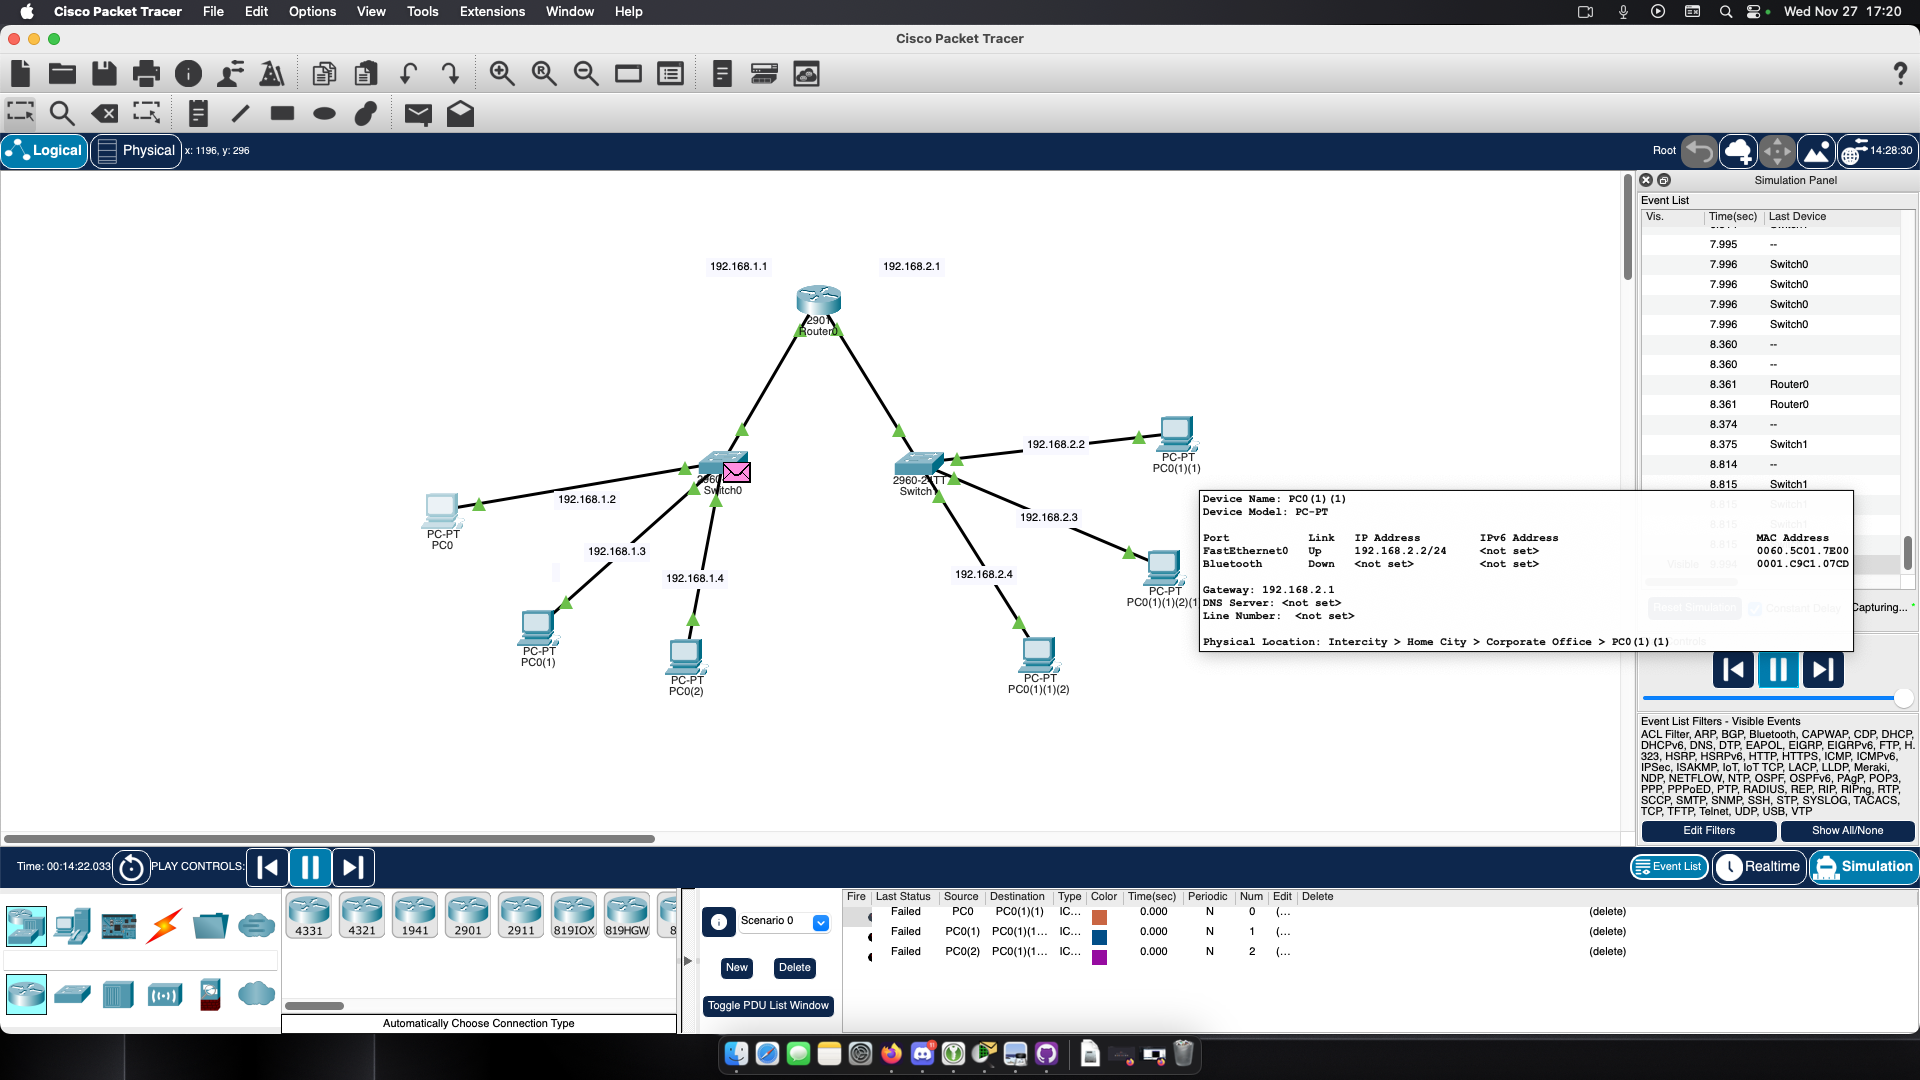 Cisco Packet Tracer File Edit Options View Tools Extensions Window Help
Wed Nov 27 17:20
Cisco Packet Tracer
Logical
Physical
x: 1196, y: 296
Root
14:28:30
192.168.1.1
192.168.2.1
2901
Router0
Switch0
2960-24TT
192.168.1.2
192.168.1.3
192.168.1.4
192.168.2.2
192.168.2.3
192.168.2.4
PC-PT
PC0
PC-PT
PC0(1)
PC-PT
PC0(2)
PC-PT
PC0(1)(1)
PC-PT
PC0(1)(1)(2)(1
PC-PT
PC0(1)(1)(2)
Device Name: PC0(1)(1)
Device Model: PC-PT
Port Link IP Address IPv6 Address MAC Address
FastEthernet0 Up 192.168.2.2/24 <not set> 0060.5C01.7E00
Bluetooth Down <not set> <not set> 0001.C9C1.07CD
Gateway: 192.168.2.1
DNS Server: <not set>
Line Number: <not set>
Physical Location: Intercity > Home City > Corporate Office > PC0(1)(1)
Simulation Panel
Event List
Vis. Time(sec) Last Device
7.995 --
7.996 Switch0
7.996 Switch0
7.996 Switch0
7.996 Switch0
8.360 --
8.360 --
8.361 Router0
8.361 Router0
8.374 --
8.375 Switch1
8.814 --
8.815 Switch1
Capturing...
Event List Filters - Visible Events
ACL Filter, ARP, BGP, Bluetooth, CAPWAP, CDP, DHCP,
DHCPv6, DNS, DTP, EAPOL, EIGRP, EIGRPv6, FTP, H.
323, HSRP, HSRPv6, HTTP, HTTPS, ICMP, ICMPv6,
IPSec, ISAKMP, IoT, IoT TCP, LACP, LLDP, Meraki,
NDP, NETFLOW, NTP, OSPF, OSPFv6, PAgP, POP3,
PPP, PPPoED, PTP, RADIUS, REP, RIP, RIPng, RTP,
SCCP, SMTP, SNMP, SSH, STP, SYSLOG, TACACS,
TCP, TFTP, Telnet, UDP, USB, VTP
Edit Filters
Show All/None
Time: 00:14:22.033
PLAY CONTROLS:
Event List
Realtime
Simulation
4331 4321 1941 2901 2911 819IOX 819HGW 8
Automatically Choose Connection Type
Scenario 0
New
Delete
Toggle PDU List Window
Fire Last Status Source Destination Type Color Time(sec) Periodic Num Edit Delete
Failed PC0 PC0(1)(1) IC... 0.000 N 0 (... (delete)
Failed PC0(1) PC0(1)(1... IC... 0.000 N 1 (... (delete)
Failed PC0(2) PC0(1)(1... IC... 0.000 N 2 (... (delete)